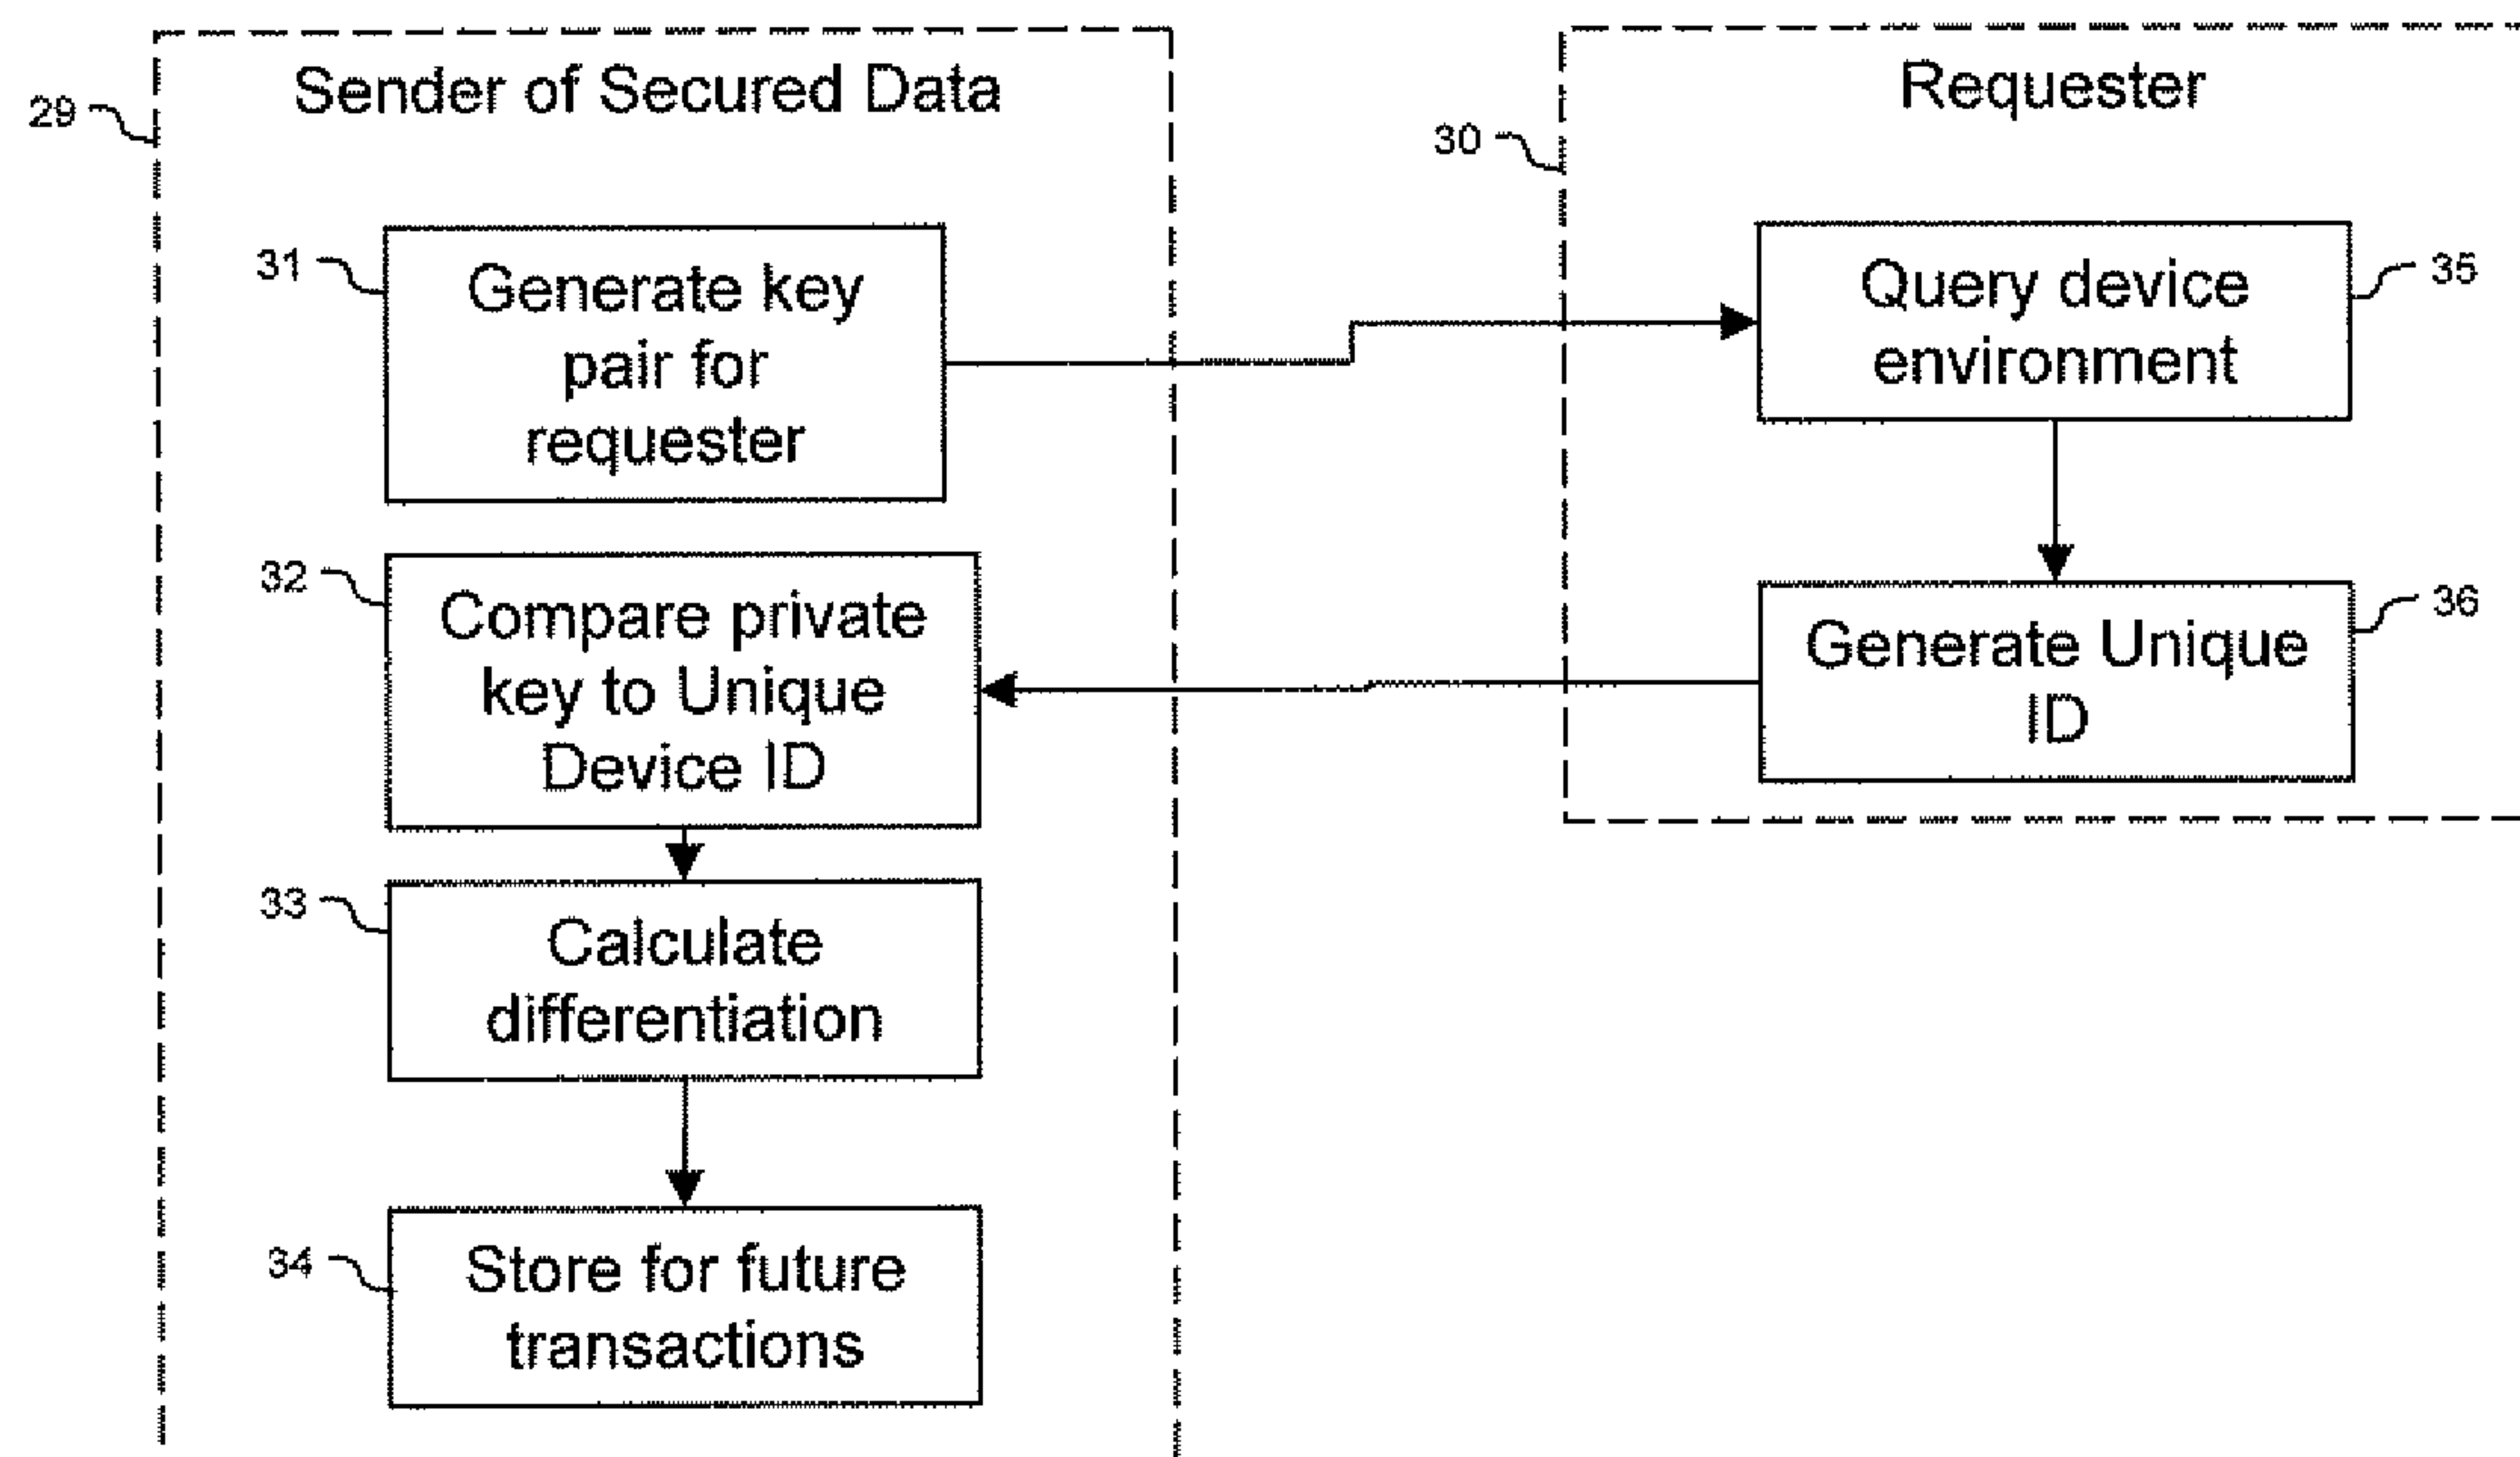 Sender of Secured Data
29
31
Generate key
pair for
requester
32
Compare private
key to Unique
Device ID
33
Calculate
differentiation
34
Store for future
transactions
Requester
30
Query device
environment
35
Generate Unique
ID
36